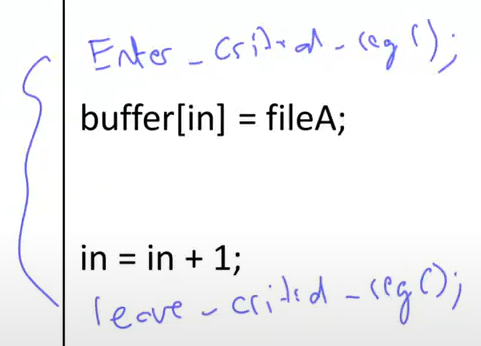 Enter_critical_reg();
buffer[in] = fileA;
in = in + 1;
leave_critical_reg();